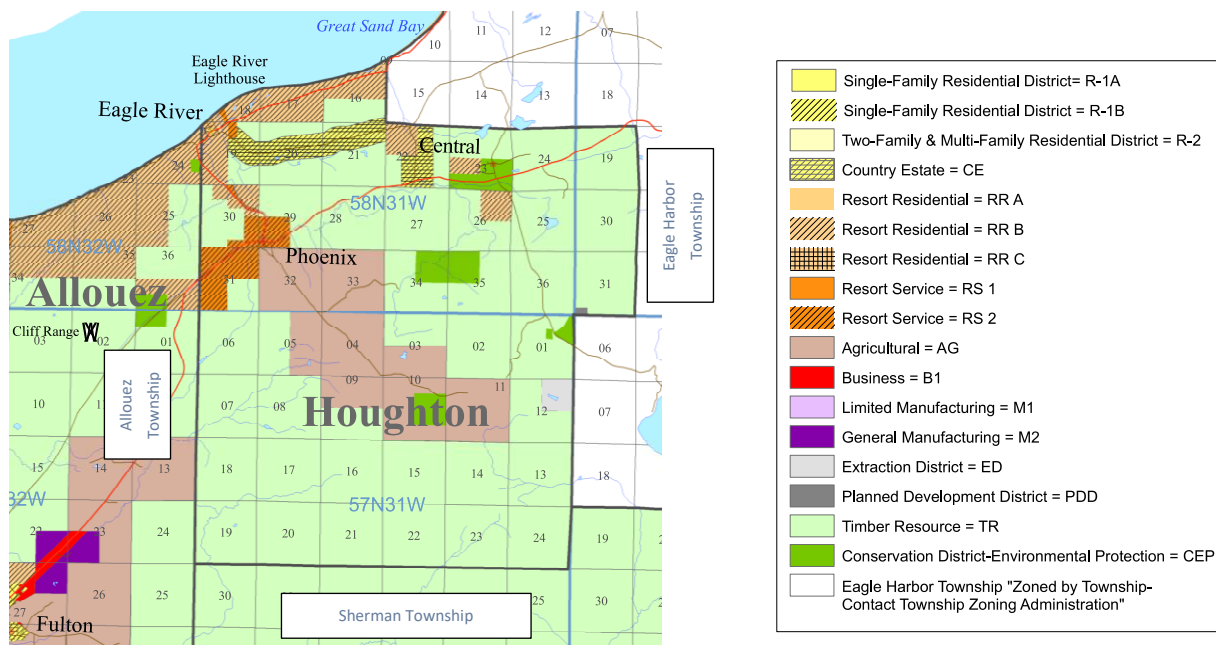 Great Sand Bay
Eagle River
Lighthouse
Eagle River
Central
58N31W
58N32W
Phoenix
Allouez
Cliff Range
Houghton
57N31W
32W
Fulton
Allouez
Township
Eagle Harbor
Township
Sherman Township
10 11 12 07
15 14 13 18
09
18 17 16
24 19 20 21 22 23 24 19
26 25 30 29 28 27 26 25 30
27
34 35 36 31 32 33 34 35 36 31
03 02 01 06 05 04 03 02 01 06
10 07 08 09 10 11 12 07
15 14 13 18 17 16 15 14 13 18
22 23 24 19 20 21 22 23 24 19
27 26 25 30 25 30
Single-Family Residential District= R-1A
Single-Family Residential District = R-1B
Two-Family & Multi-Family Residential District = R-2
Country Estate = CE
Resort Residential = RR A
Resort Residential = RR B
Resort Residential = RR C
Resort Service = RS 1
Resort Service = RS 2
Agricultural = AG
Business = B1
Limited Manufacturing = M1
General Manufacturing = M2
Extraction District = ED
Planned Development District = PDD
Timber Resource = TR
Conservation District-Environmental Protection = CEP
Eagle Harbor Township "Zoned by Township-
Contact Township Zoning Administration"